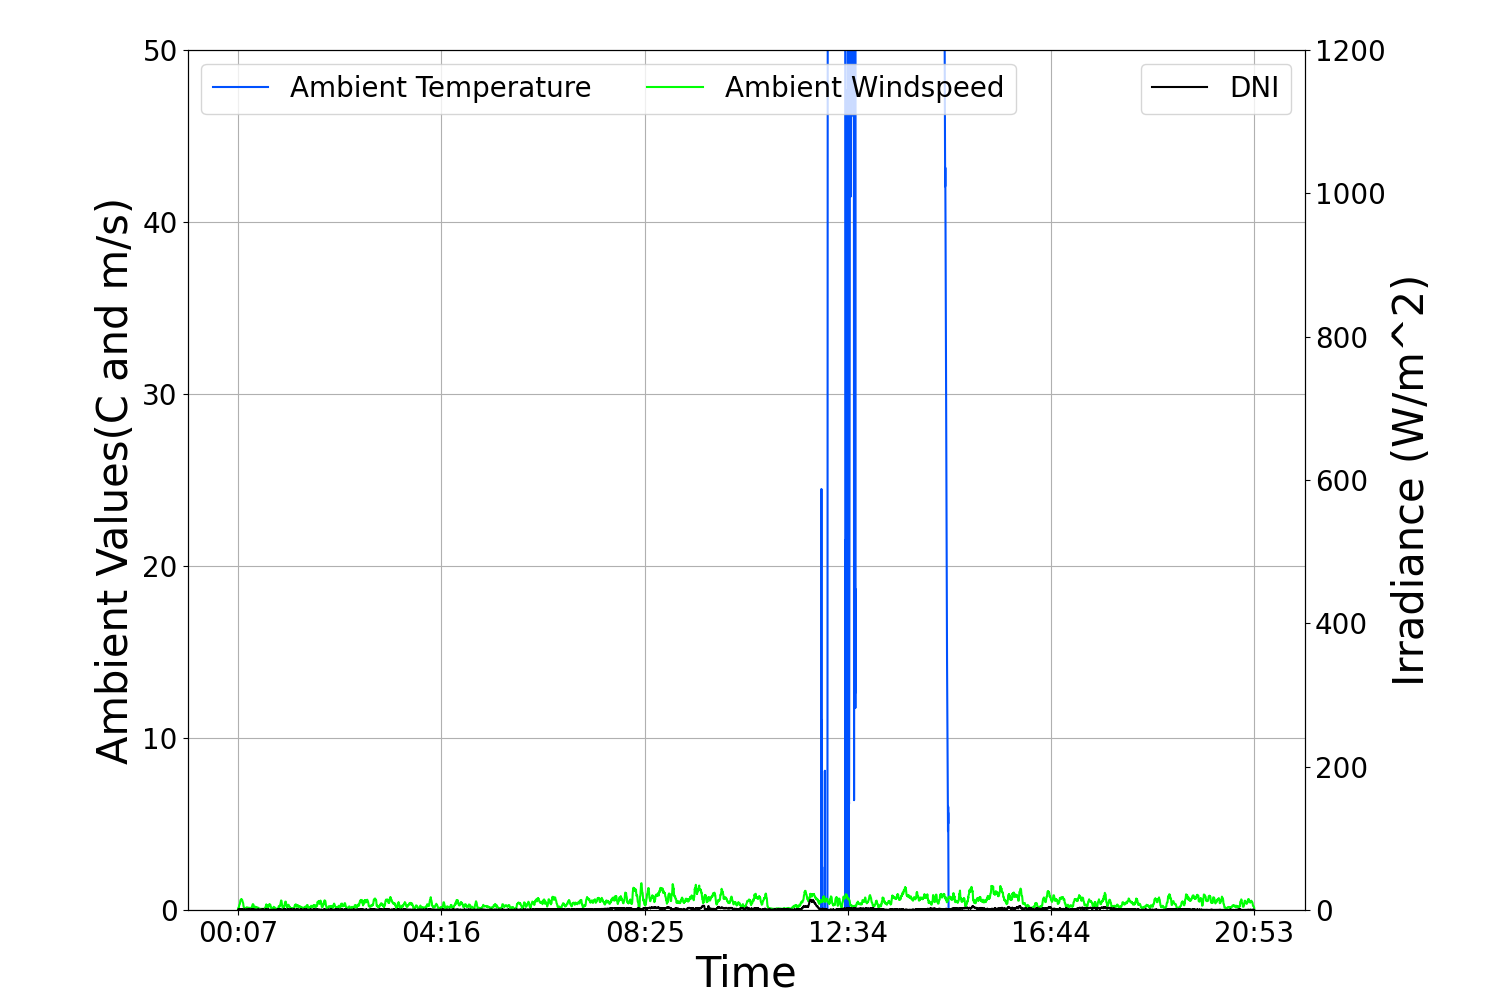 50
40
30
20
10
0
Ambient Values(C and m/s)
Ambient Temperature
Ambient Windspeed
DNI
1200
1000
800
600
400
200
0
Irradiance (W/m^2)
00:07 04:16 08:25 12:34 16:44 20:53
Time